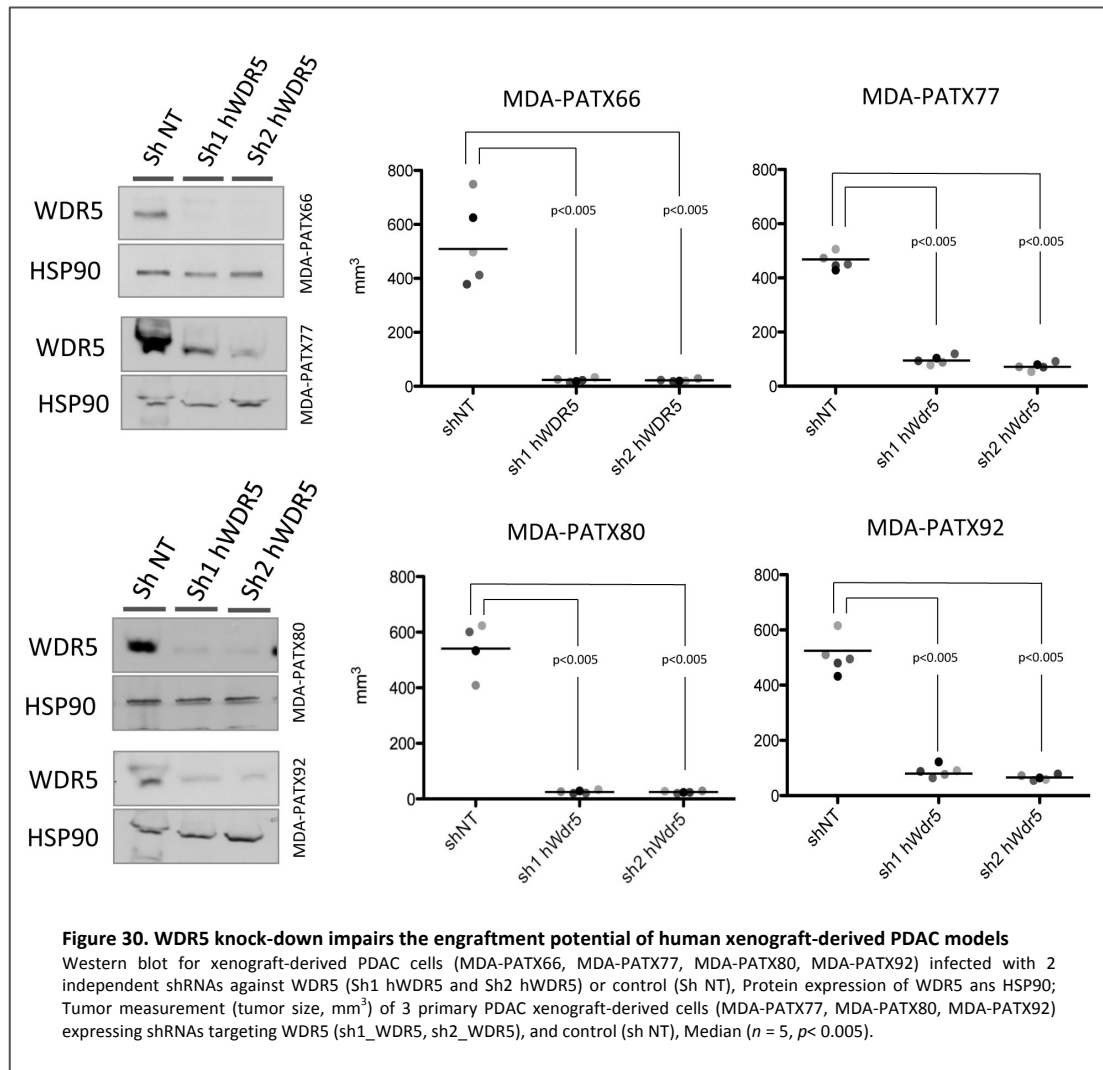 Sh NT
Sh1 hWDR5
Sh2 hWDR5
WDR5
HSP90
MDA-PATX66
WDR5
HSP90
MDA-PATX77
MDA-PATX66
mm³
800
600
400
200
0
p<0.005
p<0.005
shNT
sh1 hWDR5
sh2 hWDR5
MDA-PATX77
800
600
400
200
0
p<0.005
p<0.005
shNT
sh1 hWdr5
sh2 hWdr5
Sh NT
Sh1 hWDR5
Sh2 hWDR5
WDR5
HSP90
MDA-PATX80
WDR5
HSP90
MDA-PATX92
MDA-PATX80
mm³
800
600
400
200
0
p<0.005
p<0.005
shNT
sh1 hWdr5
sh2 hWdr5
MDA-PATX92
800
600
400
200
0
p<0.005
p<0.005
shNT
sh1 hWdr5
sh2 hWdr5
Figure 30. WDR5 knock-down impairs the engraftment potential of human xenograft-derived PDAC models
Western blot for xenograft-derived PDAC cells (MDA-PATX66, MDA-PATX77, MDA-PATX80, MDA-PATX92) infected with 2
independent shRNAs against WDR5 (Sh1 hWDR5 and Sh2 hWDR5) or control (Sh NT), Protein expression of WDR5 ans HSP90;
Tumor measurement (tumor size, mm³) of 3 primary PDAC xenograft-derived cells (MDA-PATX77, MDA-PATX80, MDA-PATX92)
expressing shRNAs targeting WDR5 (sh1_WDR5, sh2_WDR5), and control (sh NT), Median (n = 5, p< 0.005).